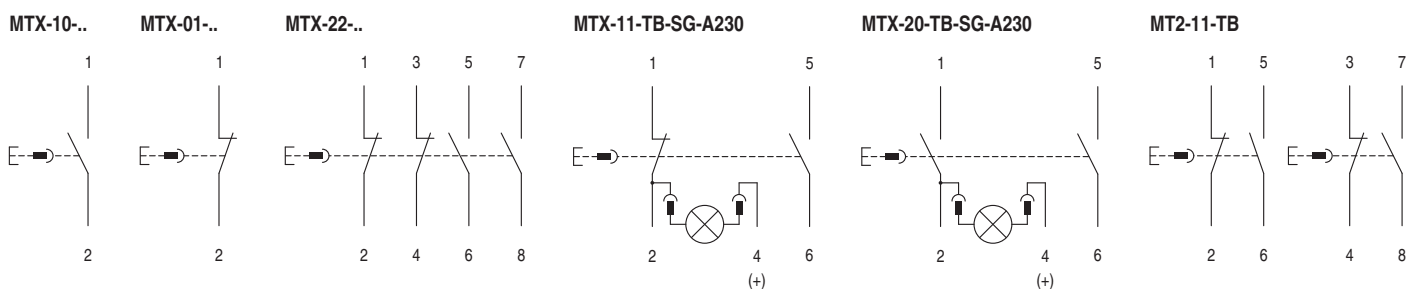 MTX-10-.. MTX-01-.. MTX-22-.. MTX-11-TB-SG-A230 MTX-20-TB-SG-A230 MT2-11-TB
1 1 1 3 5 7 1 5 1 5 1 5 3 7
2 2 2 4 6 8 2 4 6 2 4 6 2 6 4 8
(+) (+)